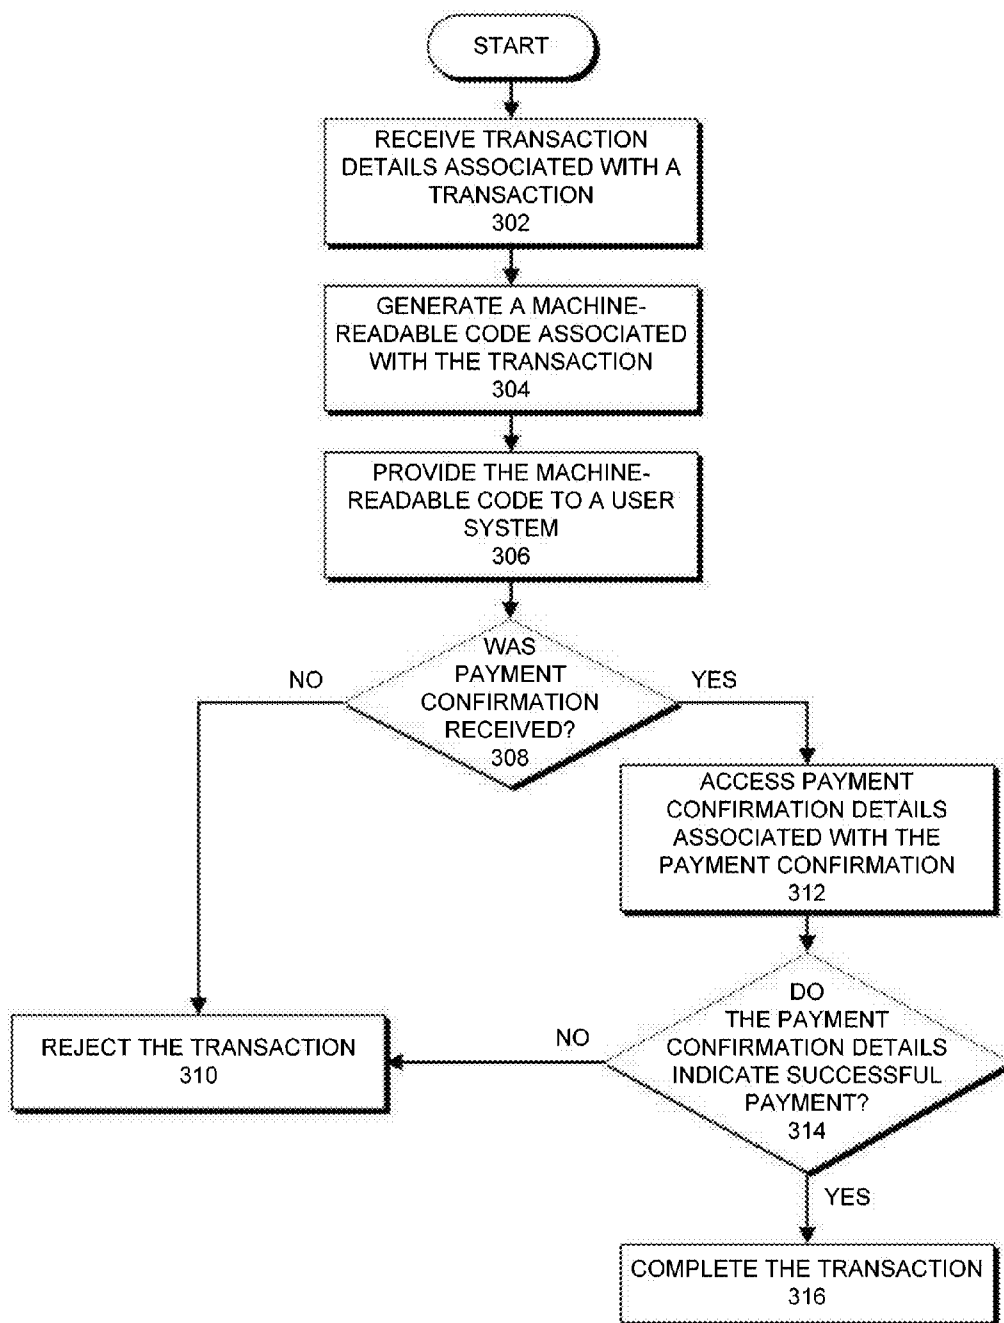 START
RECEIVE TRANSACTION
DETAILS ASSOCIATED WITH A
TRANSACTION
302
GENERATE A MACHINE-
READABLE CODE ASSOCIATED
WITH THE TRANSACTION
304
PROVIDE THE MACHINE-
READABLE CODE TO A USER
SYSTEM
306
WAS
PAYMENT
CONFIRMATION
RECEIVED?
308
NO
YES
ACCESS PAYMENT
CONFIRMATION DETAILS
ASSOCIATED WITH THE
PAYMENT CONFIRMATION
312
DO
THE PAYMENT
CONFIRMATION DETAILS
INDICATE SUCCESSFUL
PAYMENT?
314
NO
REJECT THE TRANSACTION
310
YES
COMPLETE THE TRANSACTION
316